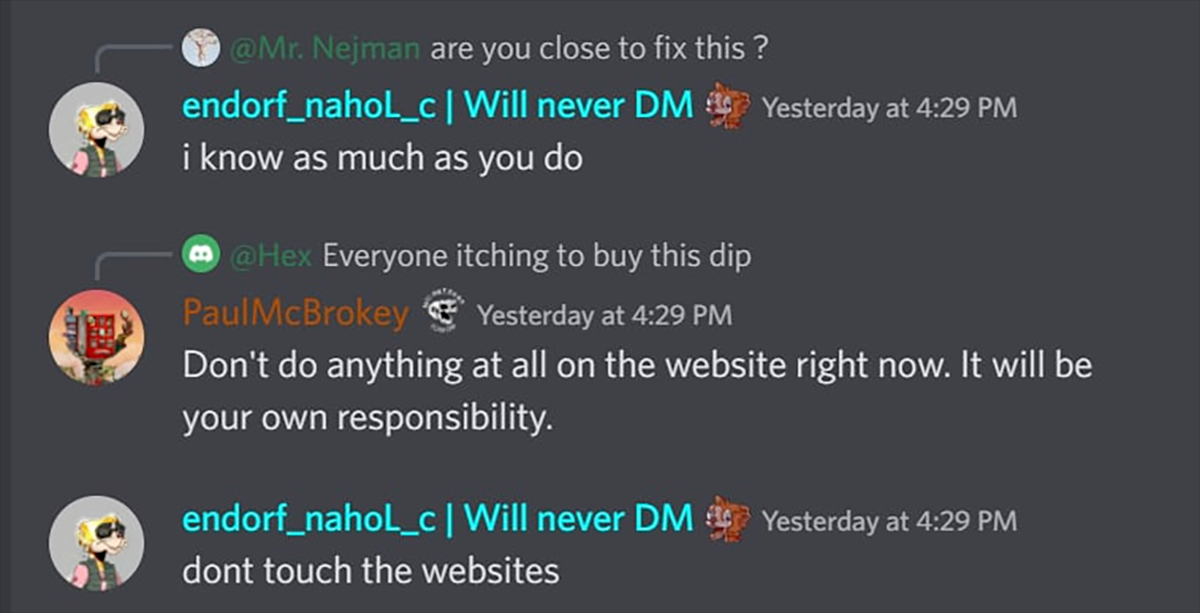 @Mr. Nejman are you close to fix this ?
endorf_nahoL_c | Will never DM Yesterday at 4:29 PM
i know as much as you do
@Hex Everyone itching to buy this dip
PaulMcBrokey Yesterday at 4:29 PM
Don't do anything at all on the website right now. It will be
your own responsibility.
endorf_nahoL_c | Will never DM Yesterday at 4:29 PM
dont touch the websites